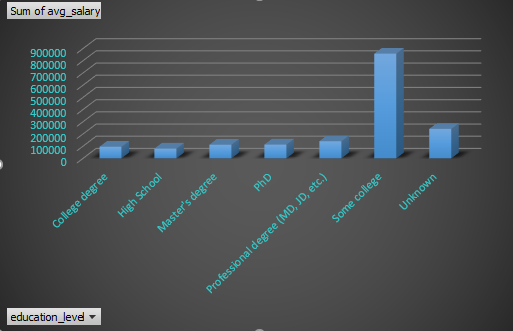 Sum of avg_salary
900000
800000
700000
600000
500000
400000
300000
200000
100000
0
College degree
High School
Master's degree
PhD
Professional degree (MD, JD, etc.)
Some college
Unknown
education_level